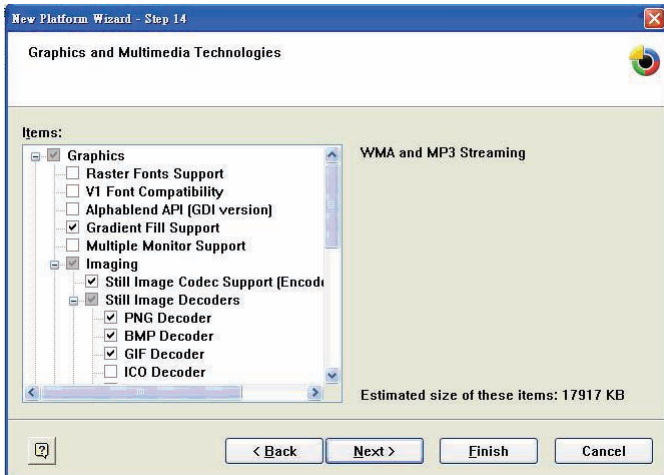 New Platform Wizard - Step 14
Graphics and Multimedia Technologies
Items:
Graphics
Raster Fonts Support
V1 Font Compatibility
Alphablend API (GDI version)
Gradient Fill Support
Multiple Monitor Support
Imaging
Still Image Codec Support (Encod
Still Image Decoders
PNG Decoder
BMP Decoder
GIF Decoder
ICO Decoder
WMA and MP3 Streaming
Estimated size of these items: 17917 KB
?
< Back
Next >
Finish
Cancel